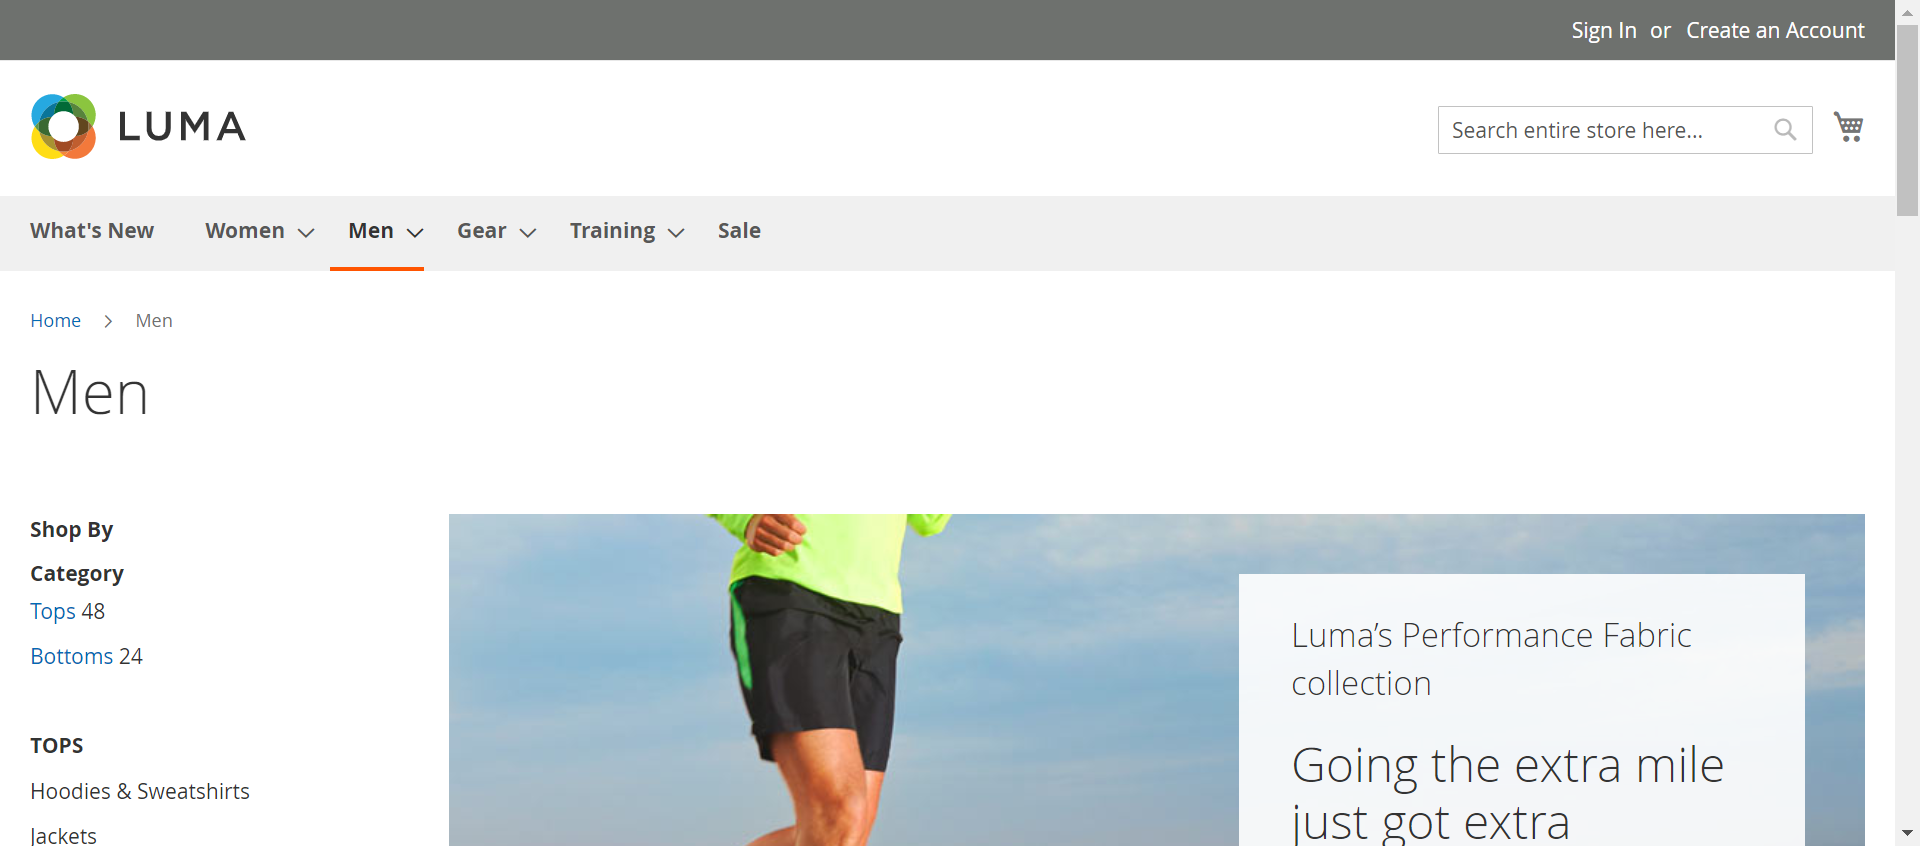 Sign In or Create an Account
LUMA
Search entire store here...
What's New Women Men Gear Training Sale
Home Men
Men
Shop By
Category
Tops 48
Bottoms 24
TOPS
Hoodies & Sweatshirts
Jackets
Luma’s Performance Fabric
collection
Going the extra mile
just got extra